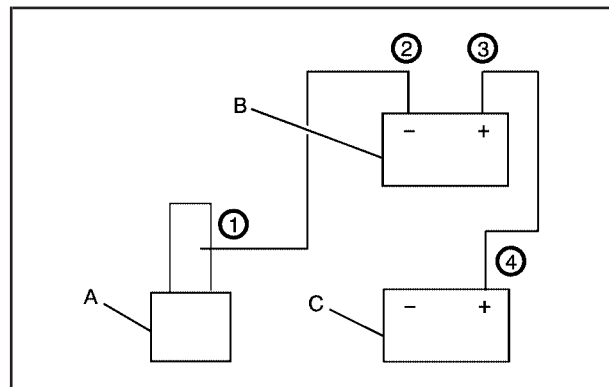 ② ③
B
− +
①
④
A
C
− +